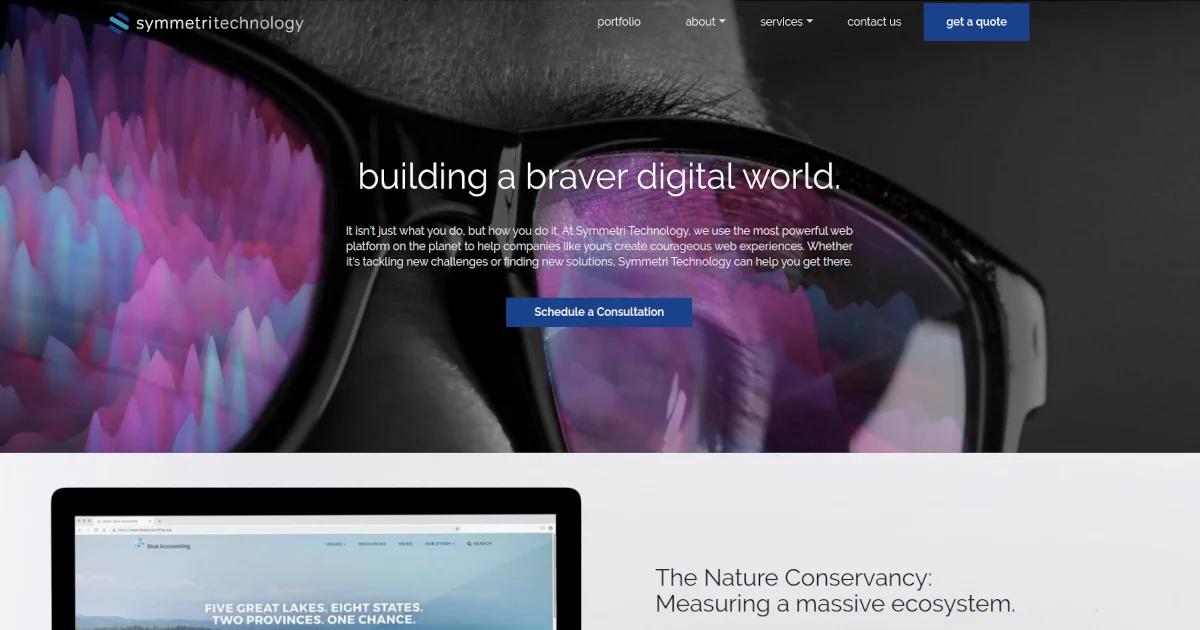 symmetritechnology
portfolio
about
services
contact us
get a quote
building a braver digital world.
It isn't just what you do, but how you do it. At Symmetri Technology, we use the most powerful web
platform on the planet to help companies like yours create courageous web experiences. Whether
it's tackling new challenges or finding new solutions, Symmetri Technology can help you get there.
Schedule a Consultation
Blue Accounting
ISSUES
RESOURCES
NEWS
OUR STORY
SEARCH
FIVE GREAT LAKES. EIGHT STATES.
TWO PROVINCES. ONE CHANCE.
The Nature Conservancy:
Measuring a massive ecosystem.